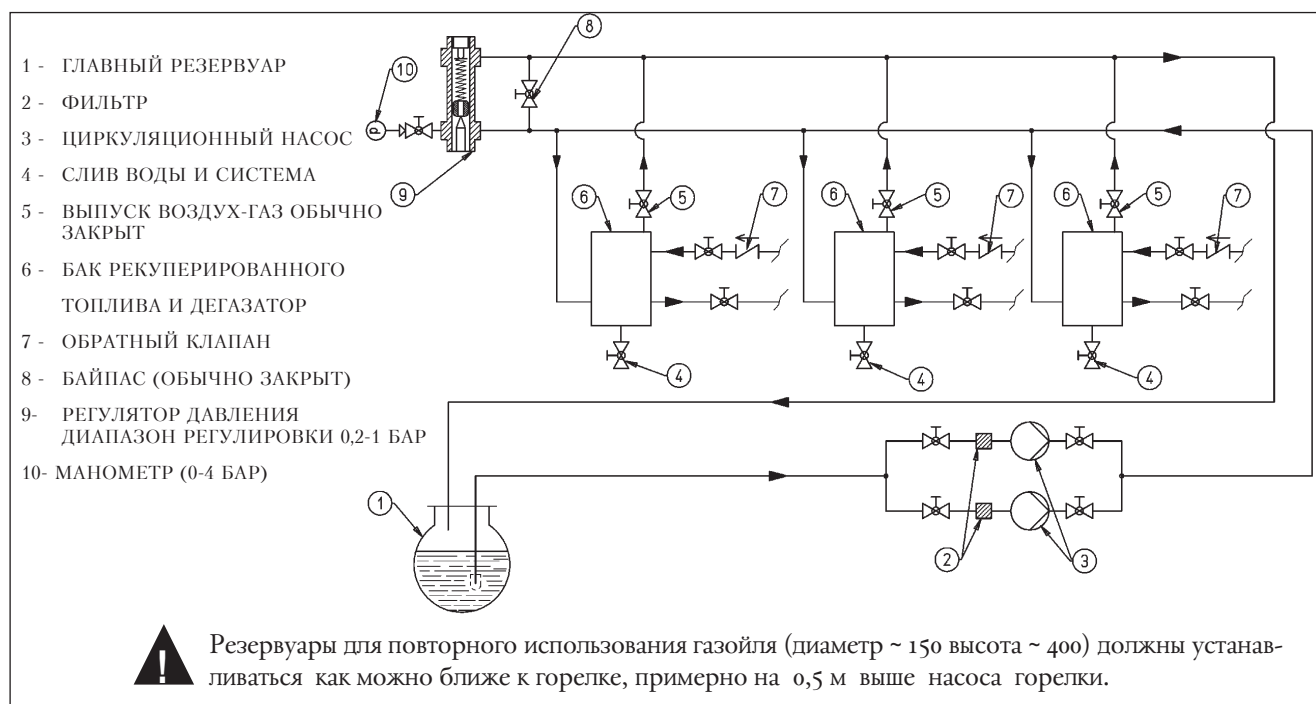 1 - ГЛАВНЫЙ РЕЗЕРВУАР
2 - ФИЛЬТР
3 - ЦИРКУЛЯЦИОННЫЙ НАСОС
4 - СЛИВ ВОДЫ И СИСТЕМА
5 - ВЫПУСК ВОЗДУХ-ГАЗ ОБЫЧНО
ЗАКРЫТ
6 - БАК РЕКУПЕРИРОВАННОГО
ТОПЛИВА И ДЕГАЗАТОР
7 - ОБРАТНЫЙ КЛАПАН
8 - БАЙПАС (ОБЫЧНО ЗАКРЫТ)
9- РЕГУЛЯТОР ДАВЛЕНИЯ
ДИАПАЗОН РЕГУЛИРОВКИ 0,2-1 БАР
10- МАНОМЕТР (0-4 БАР)
8
10
P
9
6
5
7
6
5
7
6
5
7
4
4
4
1
2
3
!
Резервуары для повторного использования газойля (диаметр ~ 150 высота ~ 400) должны устанав-
ливаться как можно ближе к горелке, примерно на 0,5 м выше насоса горелки.